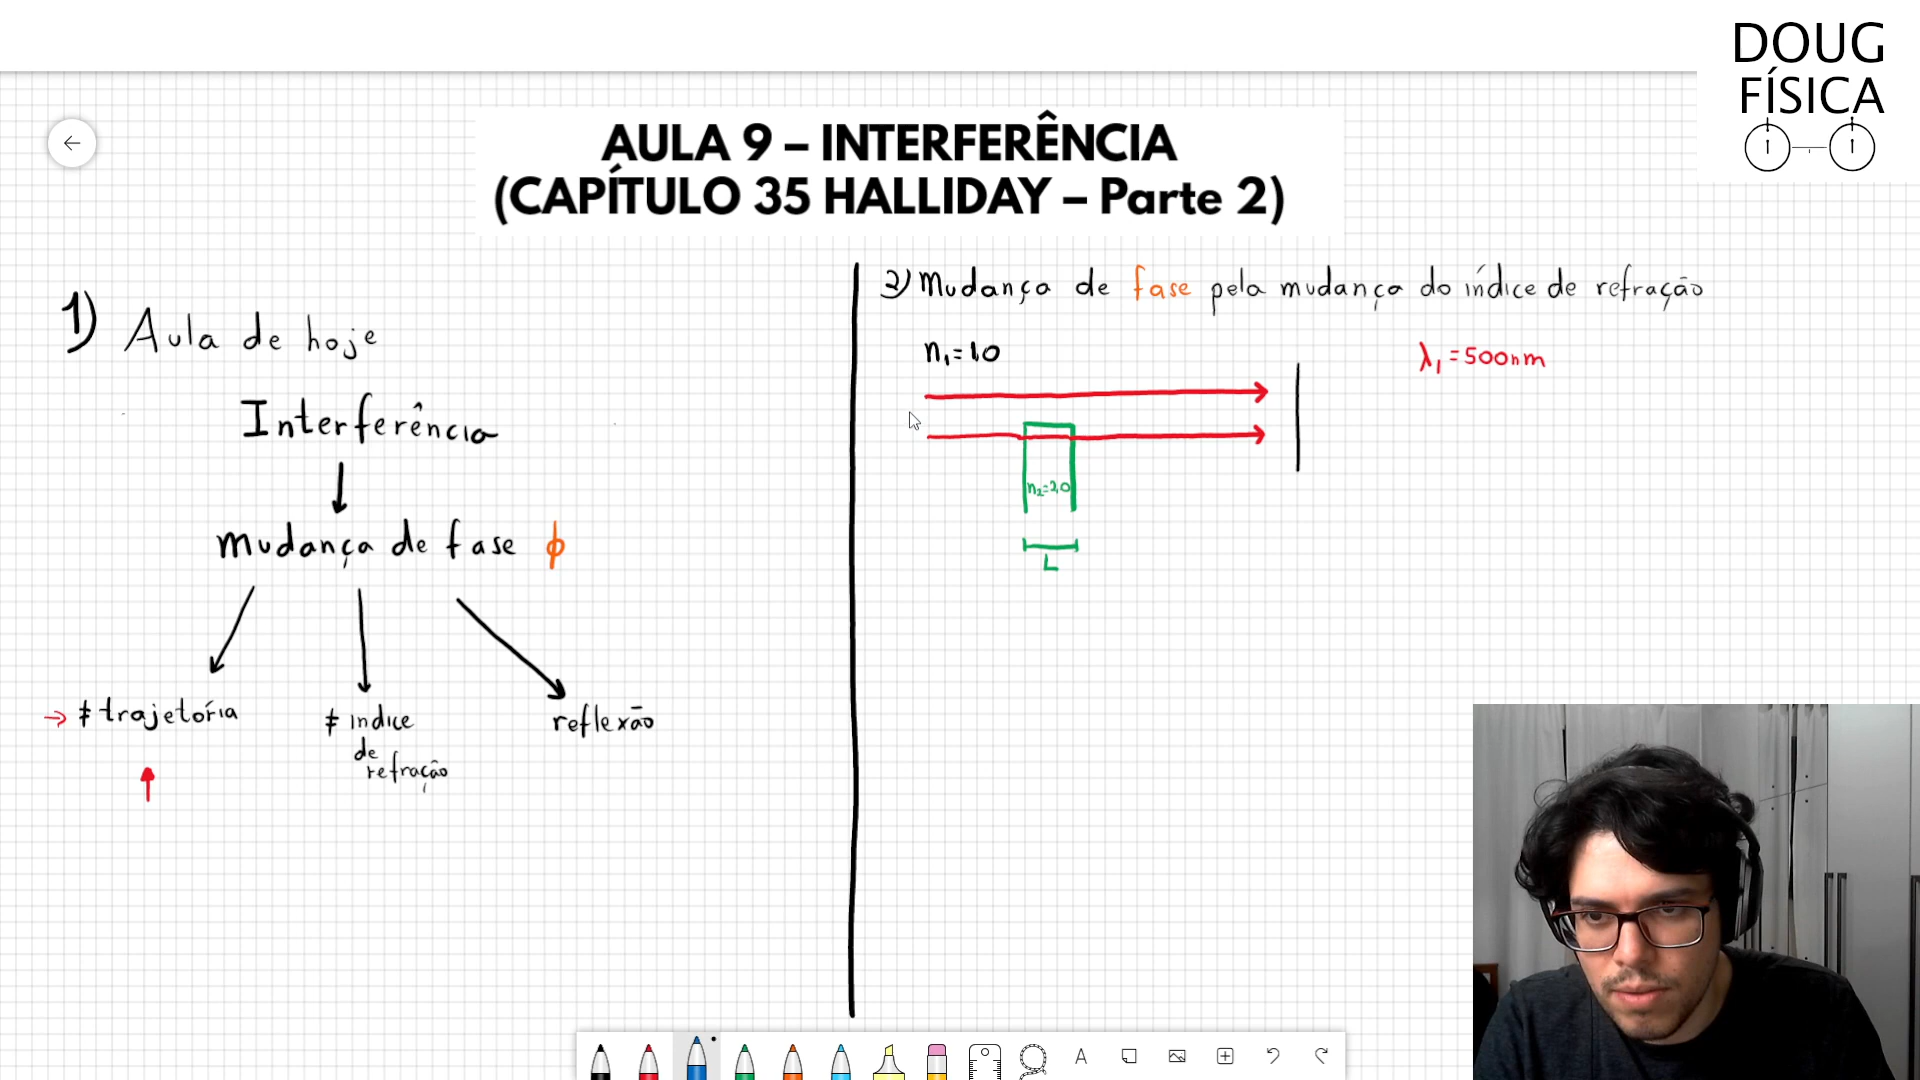 DOUG
FÍSICA
AULA 9 – INTERFERÊNCIA
(CAPÍTULO 35 HALLIDAY – Parte 2)
1) Aula de hoje
Interferência
mudança de fase ϕ
→ ≠ trajetória
≠ indice
de
refração
reflexão
2) Mudança de fase pela mudança do índice de refração
n₁=1,0
λ₁=500nm
n₂=2,0
L